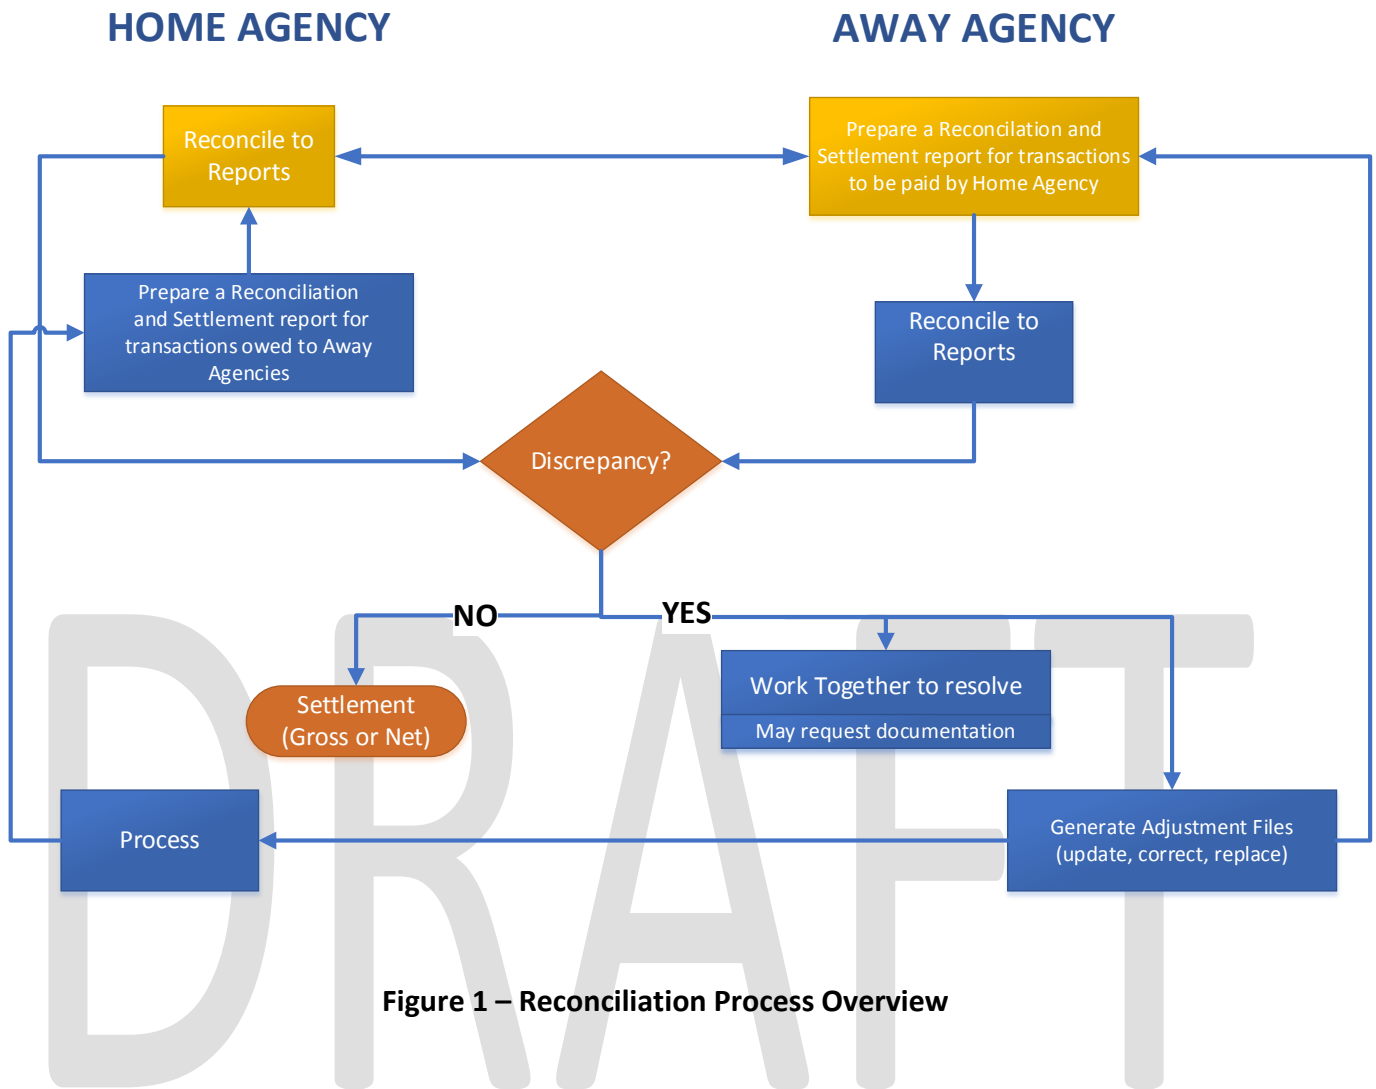 HOME AGENCY
AWAY AGENCY
Reconcile to
Reports
Prepare a Reconcilation and
Settlement report for transactions
to be paid by Home Agency
Prepare a Reconciliation
and Settlement report for
transactions owed to Away
Agencies
Reconcile to
Reports
Discrepancy?
NO
YES
Settlement
(Gross or Net)
Work Together to resolve
May request documentation
Process
Generate Adjustment Files
(update, correct, replace)
DRAFT
Figure 1 – Reconciliation Process Overview